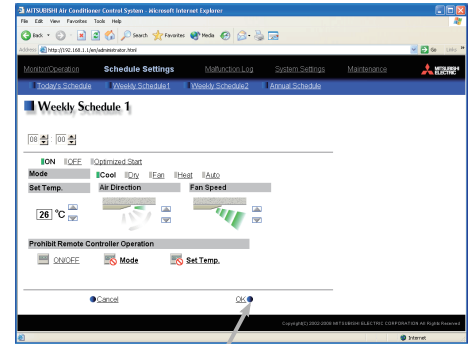 MITSUBISHI Air Conditioner Control System - Microsoft Internet Explorer
File Edit View Favorites Tools Help
Back Search Favorites Media
Address http://192.168.1.1/en/administrator.html Go Links »
Monitor/Operation Schedule Settings Malfunction Log System Settings Maintenance MITSUBISHI ELECTRIC
Today's Schedule Weekly Schedule1 Weekly Schedule2 Annual Schedule
Weekly Schedule 1
08 : 00
ON OFF Optimized Start
Mode Cool Dry Fan Heat Auto
Set Temp. Air Direction Fan Speed
26 °C
Prohibit Remote Controller Operation
ON/OFF Mode Set Temp.
Cancel OK
Copyright(C) 2002-2008 MITSUBISHI ELECTRIC CORPORATION All Rights Reserved
Internet